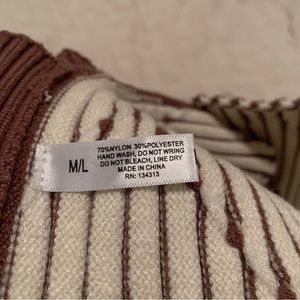 M/L
70%NYLON 30%POLYESTER
HAND WASH, DO NOT WRING
DO NOT BLEACH, LINE DRY
MADE IN CHINA
RN: 134313